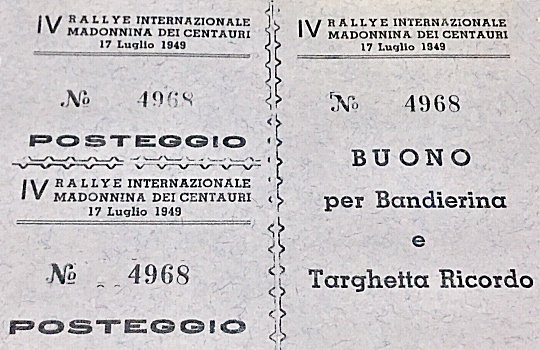 IV RALLYE INTERNAZIONALE
MADONNINA DEI CENTAURI
17 Luglio 1949
No 4968
POSTEGGIO
IV RALLYE INTERNAZIONALE
MADONNINA DEI CENTAURI
17 Luglio 1949
No 4968
POSTEGGIO
IV RALLYE INTERNAZIONALE
MADONNINA DEI CENTAURI
17 Luglio 1949
No 4968
BUONO
per Bandierina
e
Targhetta Ricordo